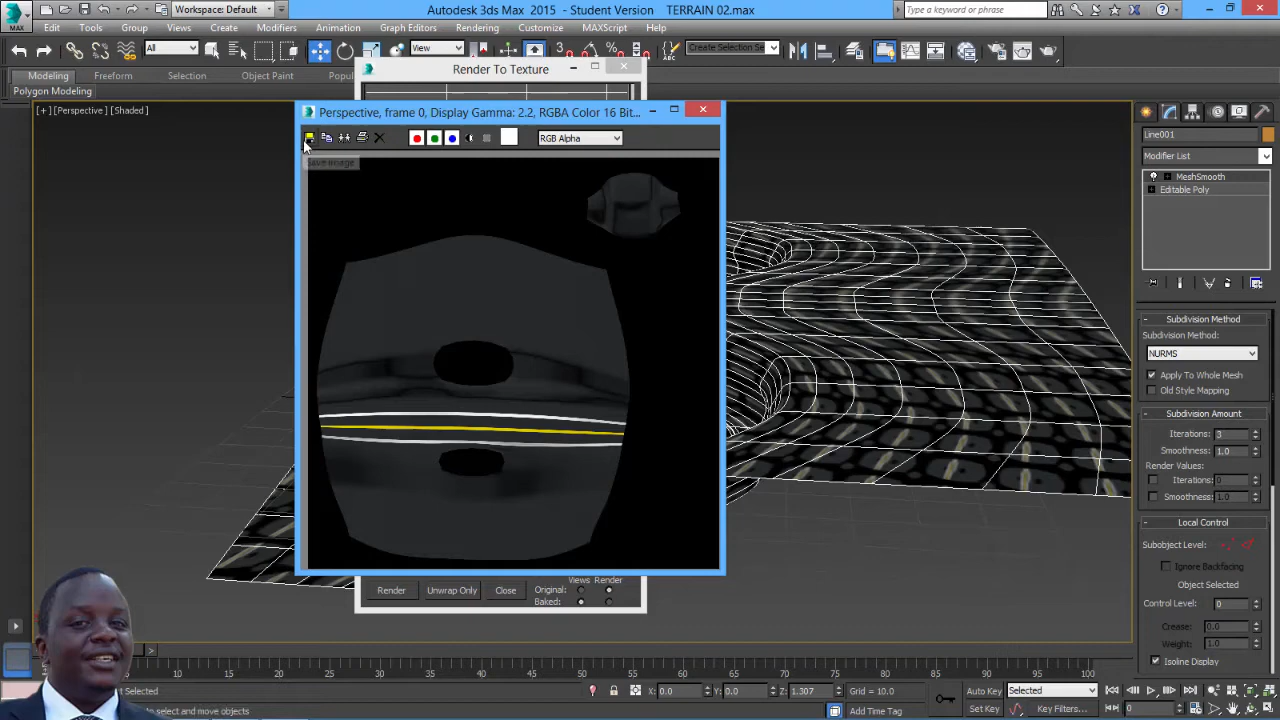 Workspace: Default
Autodesk 3ds Max 2015 - Student Version TERRAIN 02.max
Type a keyword or phrase
MAX
Edit
Tools
Group
Views
Create
Modifiers
Animation
Graph Editors
Rendering
Customize
MAXScript
Help
All
View
Create Selection Se
Modeling
Freeform
Selection
Object Paint
Popul
Polygon Modeling
Render To Texture
[+] [Perspective] [Shaded]
Perspective, frame 0, Display Gamma: 2.2, RGBA Color 16 Bit...
RGB Alpha
Save Image
Line001
Modifier List
MeshSmooth
Editable Poly
Subdivision Method
Subdivision Method:
NURMS
Apply To Whole Mesh
Old Style Mapping
Subdivision Amount
Iterations: 3
Smoothness: 1.0
Render Values:
Iterations: 0
Smoothness: 1.0
Local Control
Subobject Level:
Ignore Backfacing
Object Selected
Control Level: 0
Crease: 0.0
Weight: 1.0
Isoline Display
Views Render
Render
Unwrap Only
Close
Original:
Baked:
10 15 20 25 30 35 40 45 50 55 60 65 70 75 80 85 90 95 100
Selected
X: 0.0
Y: 0.0
Z: 1.307
Grid = 10.0
Auto Key
Selected
to select and move objects
Add Time Tag
Set Key
Key Filters...
0